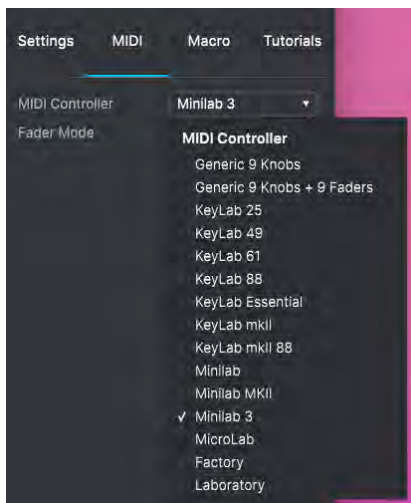 Settings MIDI Macro Tutorials
MIDI Controller Minilab 3
Fader Mode
MIDI Controller
Generic 9 Knobs
Generic 9 Knobs + 9 Faders
KeyLab 25
KeyLab 49
KeyLab 61
KeyLab 88
KeyLab Essential
KeyLab mkII
KeyLab mkII 88
Minilab
Minilab MKII
✓ Minilab 3
MicroLab
Factory
Laboratory